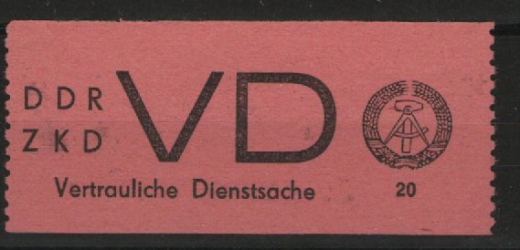 DDR
ZKD
VD
Vertrauliche Dienstsache
20